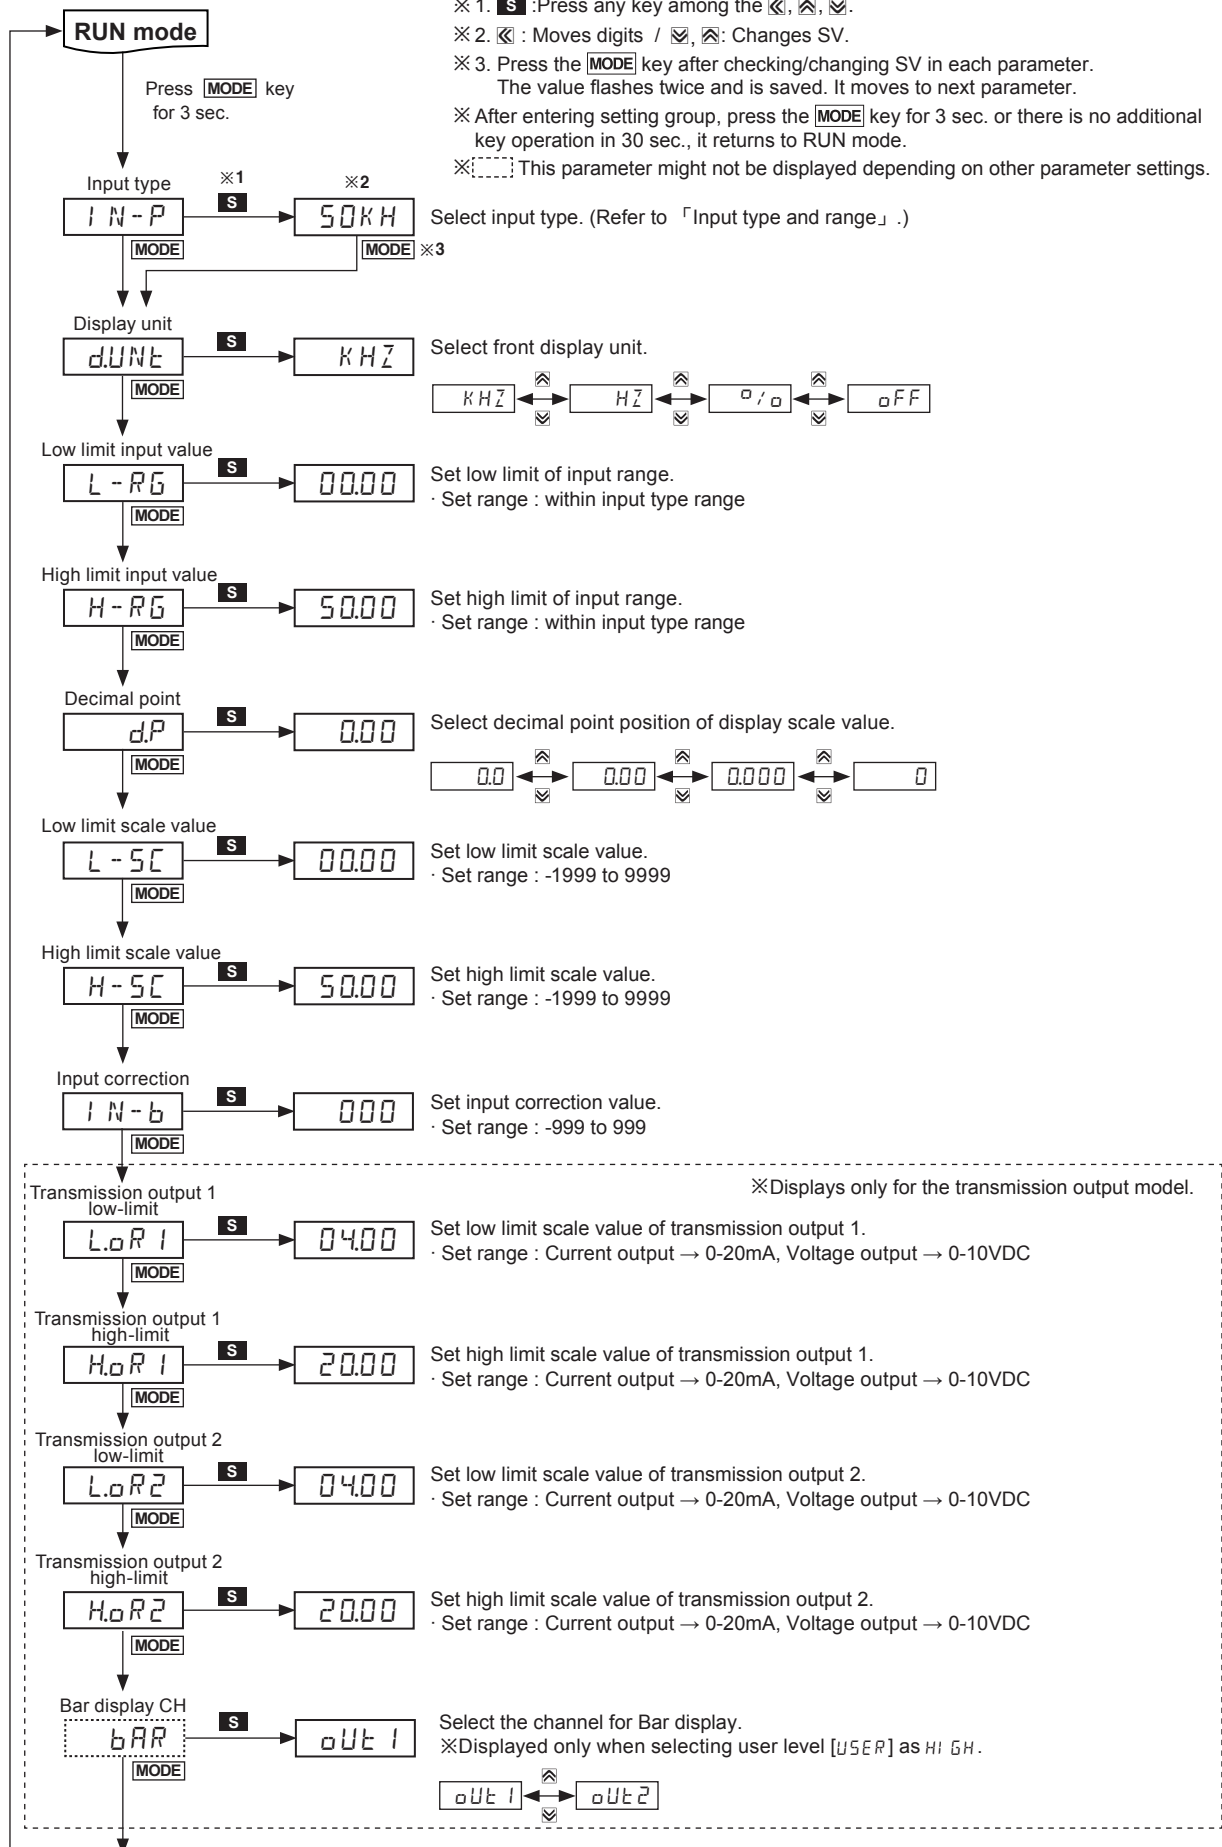 ※ 1. S :Press any key among the «, ︽, ︾.
RUN mode
※ 2. « : Moves digits / ︾, ︽: Changes SV.
※ 3. Press the MODE key after checking/changing SV in each parameter.
The value flashes twice and is saved. It moves to next parameter.
Press MODE key
for 3 sec.
※ After entering setting group, press the MODE key for 3 sec. or there is no additional
key operation in 30 sec., it returns to RUN mode.
※ This parameter might not be displayed depending on other parameter settings.
Input type ※1 ※2
IN-P S 50KH Select input type. (Refer to 「Input type and range」.)
MODE MODE ※3
Display unit
d.UNt S KHZ Select front display unit.
MODE
KHZ HZ % oFF
Low limit input value
L-RG S 00.00 Set low limit of input range.
· Set range : within input type range
MODE
High limit input value
H-RG S 50.00 Set high limit of input range.
· Set range : within input type range
MODE
Decimal point
d.P S 0.00 Select decimal point position of display scale value.
MODE
0.0 0.00 0.000 0
Low limit scale value
L-SC S 00.00 Set low limit scale value.
· Set range : -1999 to 9999
MODE
High limit scale value
H-SC S 50.00 Set high limit scale value.
· Set range : -1999 to 9999
MODE
Input correction
IN-b S 000 Set input correction value.
· Set range : -999 to 999
MODE
※Displays only for the transmission output model.
Transmission output 1
low-limit
L.oR1 S 04.00 Set low limit scale value of transmission output 1.
· Set range : Current output → 0-20mA, Voltage output → 0-10VDC
MODE
Transmission output 1
high-limit
H.oR1 S 20.00 Set high limit scale value of transmission output 1.
· Set range : Current output → 0-20mA, Voltage output → 0-10VDC
MODE
Transmission output 2
low-limit
L.oR2 S 04.00 Set low limit scale value of transmission output 2.
· Set range : Current output → 0-20mA, Voltage output → 0-10VDC
MODE
Transmission output 2
high-limit
H.oR2 S 20.00 Set high limit scale value of transmission output 2.
· Set range : Current output → 0-20mA, Voltage output → 0-10VDC
MODE
Bar display CH
bAR S oUt1 Select the channel for Bar display.
※Displayed only when selecting user level [USER] as HIGH.
MODE
oUt1 oUt2